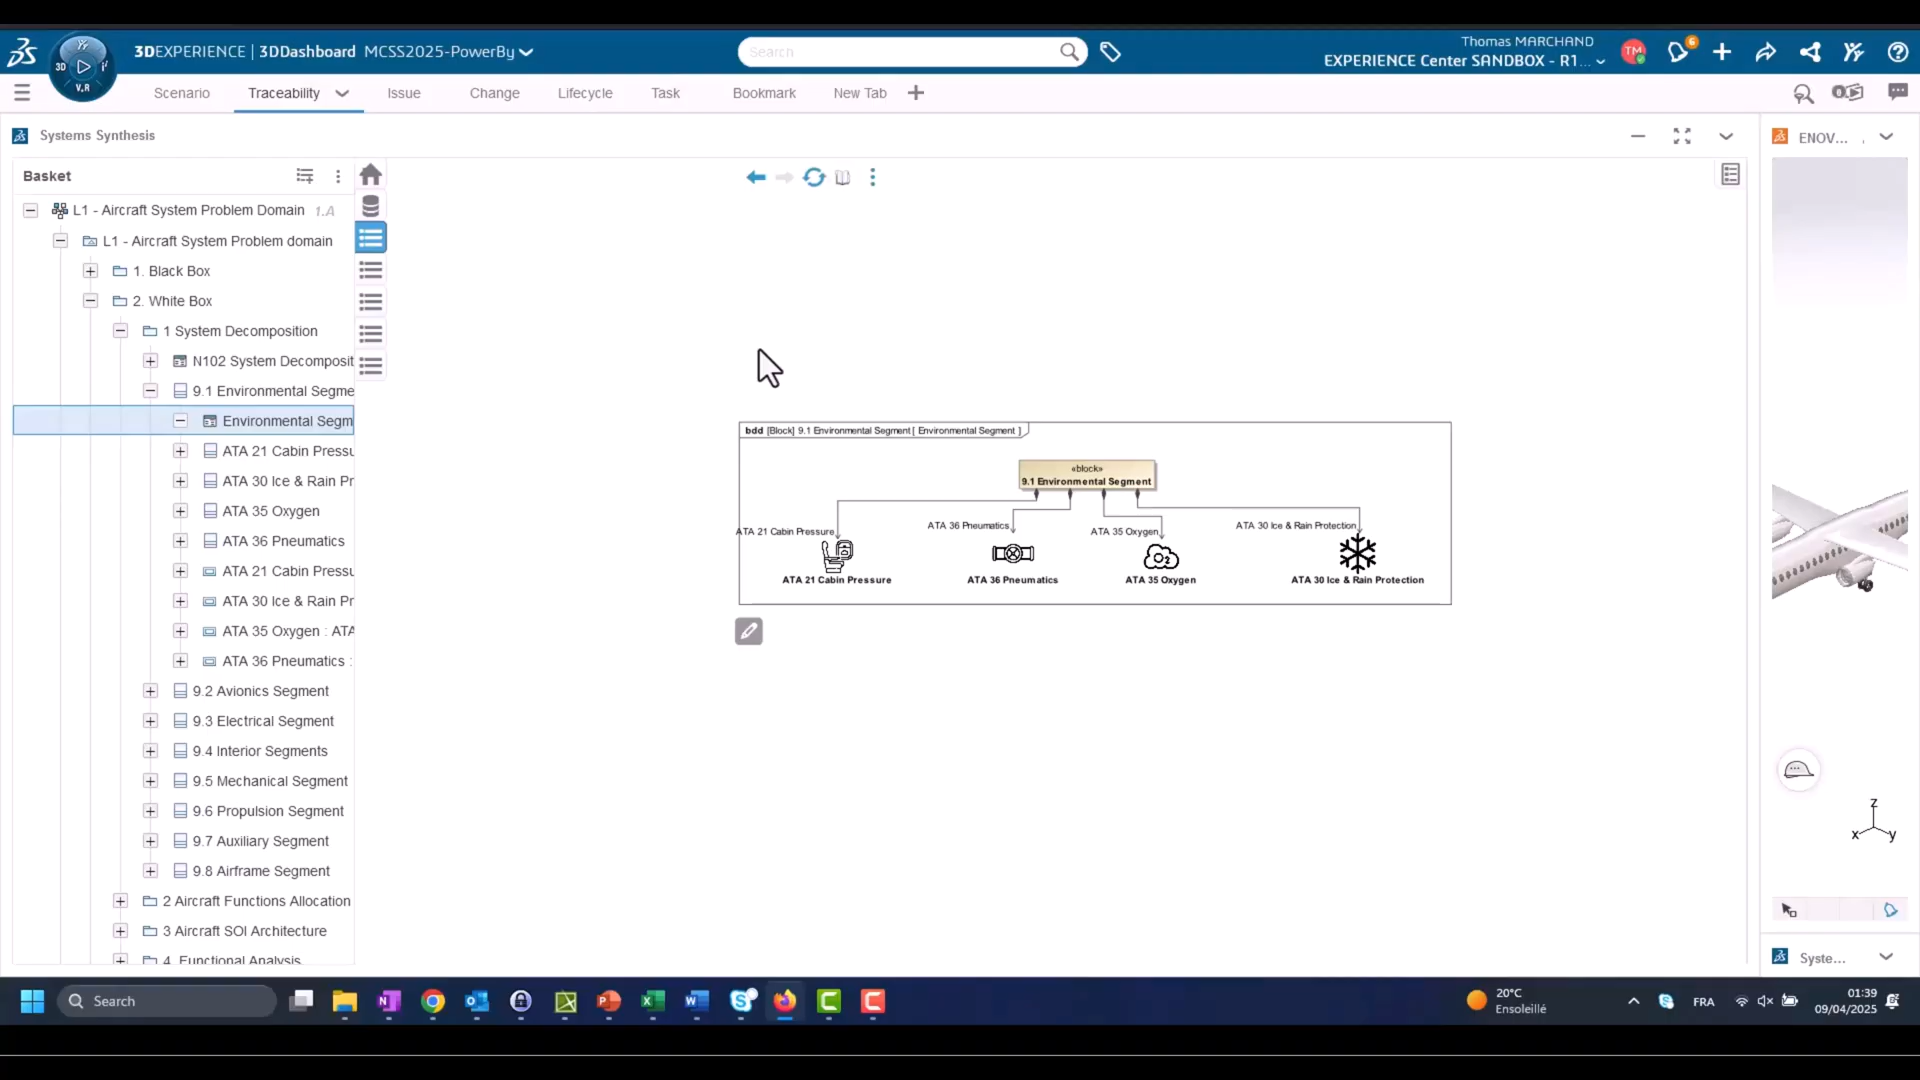 3DEXPERIENCE | 3DDashboard MCSS2025-PowerBy
Search
Thomas MARCHAND
EXPERIENCE Center SANDBOX - R1...
TM
6
3D
V.R
Scenario
Traceability
Issue
Change
Lifecycle
Task
Bookmark
New Tab
Systems Synthesis
ENOV...
Basket
L1 - Aircraft System Problem Domain 1.A
L1 - Aircraft System Problem domain
1. Black Box
2. White Box
1 System Decomposition
N102 System Decomposit
9.1 Environmental Segme
Environmental Segm
ATA 21 Cabin Pressu
ATA 30 Ice & Rain Pr
ATA 35 Oxygen
ATA 36 Pneumatics
ATA 21 Cabin Pressu
ATA 30 Ice & Rain Pr
ATA 35 Oxygen : ATA
ATA 36 Pneumatics :
9.2 Avionics Segment
9.3 Electrical Segment
9.4 Interior Segments
9.5 Mechanical Segment
9.6 Propulsion Segment
9.7 Auxiliary Segment
9.8 Airframe Segment
2 Aircraft Functions Allocation
3 Aircraft SOI Architecture
4. Functional Analysis
bdd [Block] 9.1 Environmental Segment [ Environmental Segment ]
«block»
9.1 Environmental Segment
ATA 21 Cabin Pressure
ATA 36 Pneumatics
ATA 35 Oxygen
ATA 30 Ice & Rain Protection
O2
ATA 21 Cabin Pressure
ATA 36 Pneumatics
ATA 35 Oxygen
ATA 30 Ice & Rain Protection
z
x
y
Syste...
Search
20°C
Ensoleillé
FRA
01:39
09/04/2025